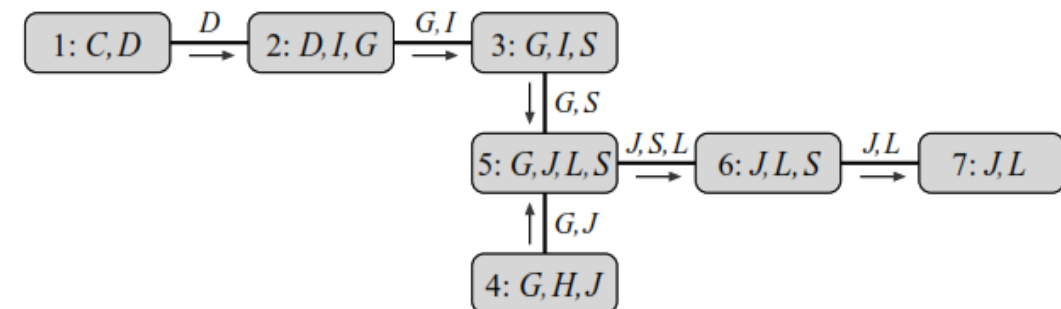 D
G, I
1: C, D
2: D, I, G
3: G, I, S
G, S
J, S, L
J, L
5: G, J, L, S
6: J, L, S
7: J, L
G, J
4: G, H, J